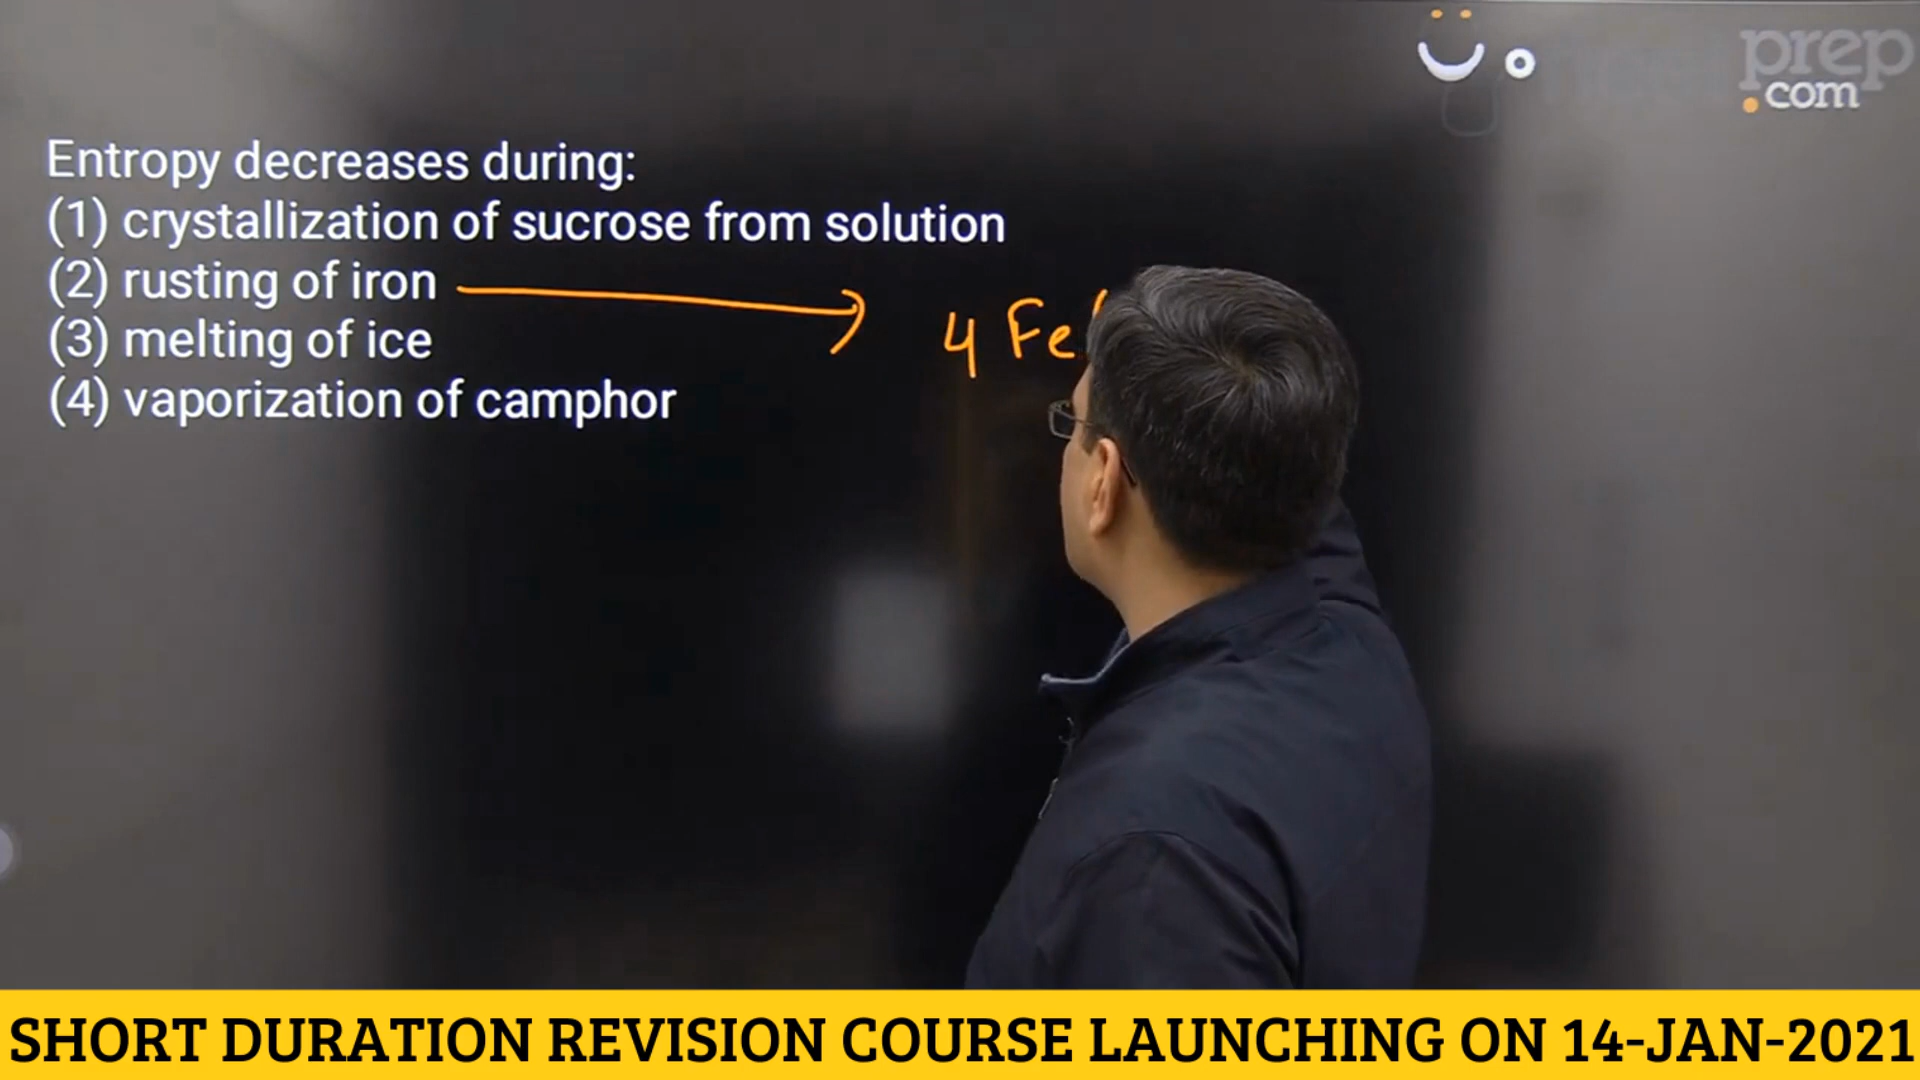 prep
.com
Entropy decreases during:
(1) crystallization of sucrose from solution
(2) rusting of iron
4 Fe
(3) melting of ice
(4) vaporization of camphor
SHORT DURATION REVISION COURSE LAUNCHING ON 14-JAN-2021